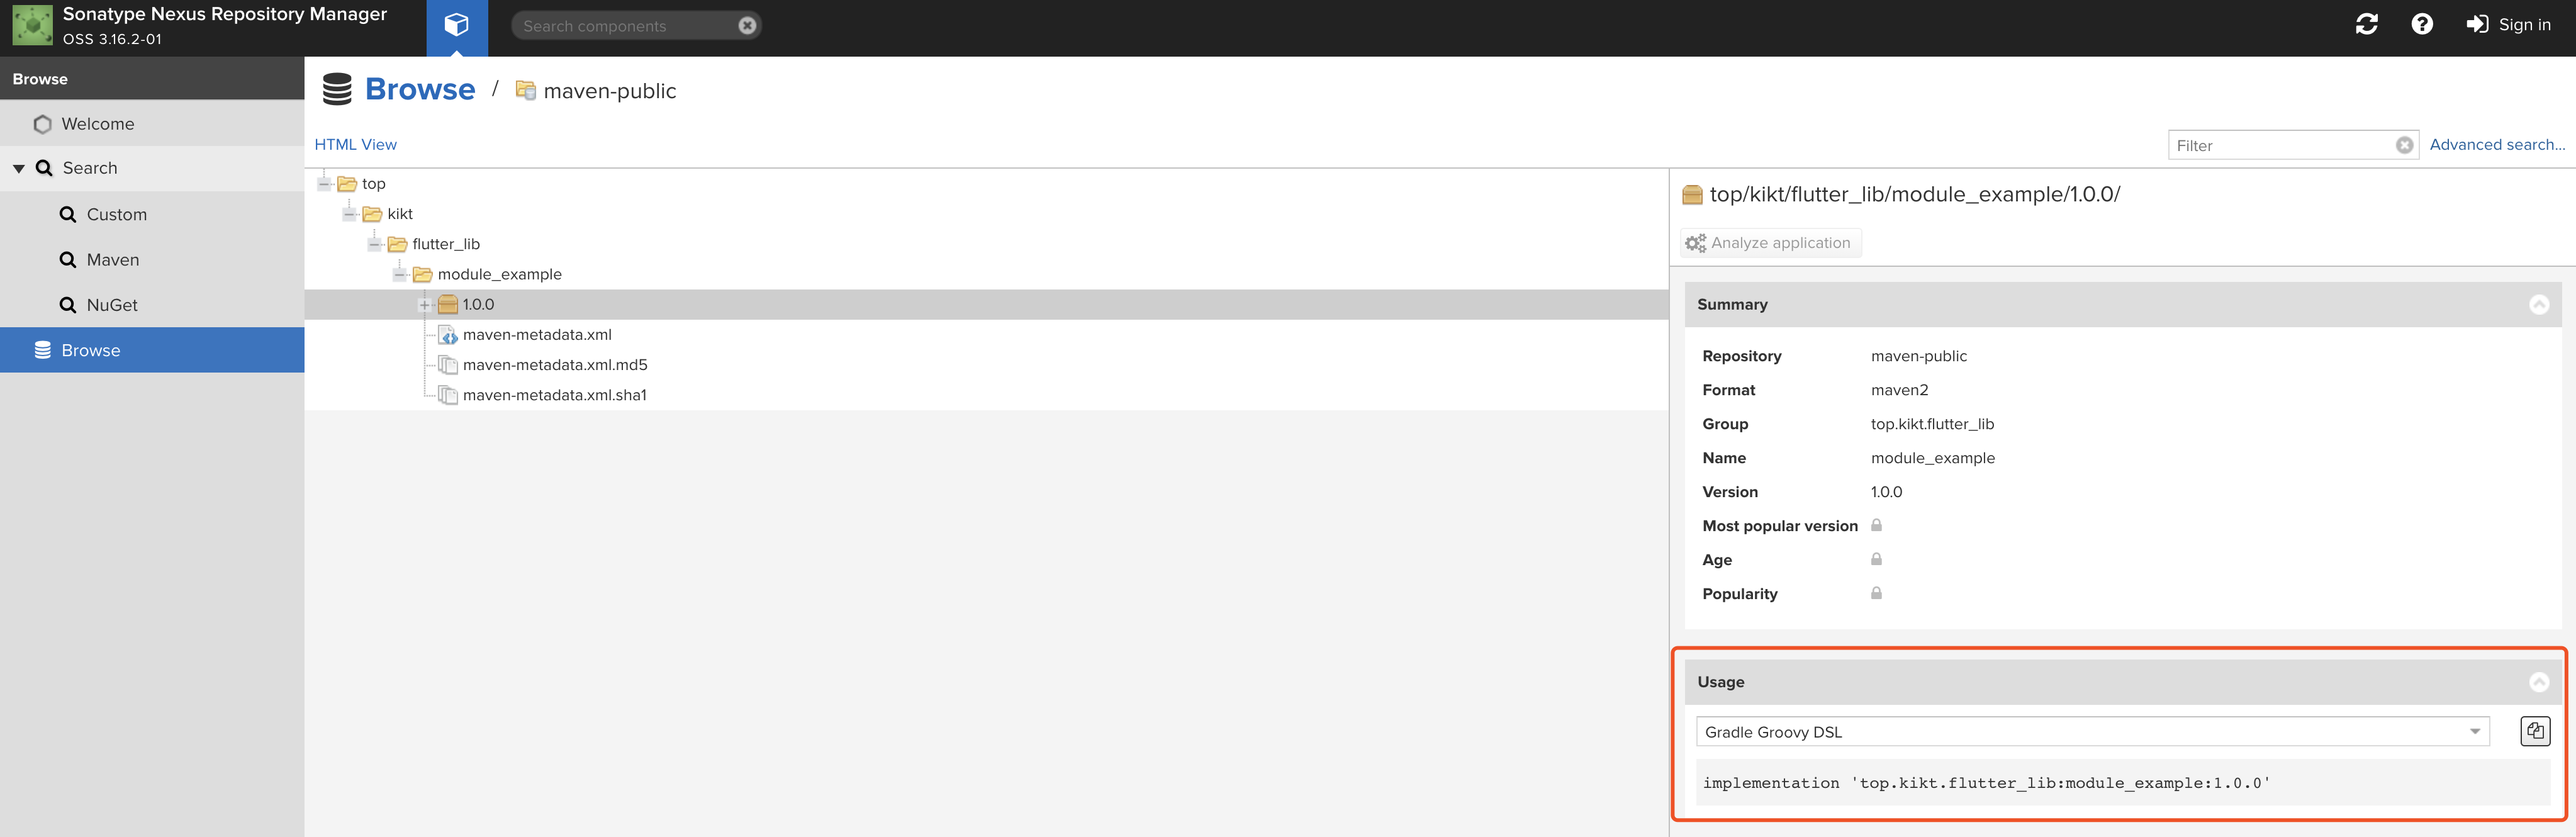 Sonatype Nexus Repository Manager
OSS 3.16.2-01
Search components
Sign in
Browse
Welcome
Search
Custom
Maven
NuGet
Browse
Browse / maven-public
HTML View
Filter
Advanced search...
top
kikt
flutter_lib
module_example
1.0.0
maven-metadata.xml
maven-metadata.xml.md5
maven-metadata.xml.sha1
top/kikt/flutter_lib/module_example/1.0.0/
Analyze application
Summary
Repository maven-public
Format maven2
Group top.kikt.flutter_lib
Name module_example
Version 1.0.0
Most popular version
Age
Popularity
Usage
Gradle Groovy DSL
implementation 'top.kikt.flutter_lib:module_example:1.0.0'